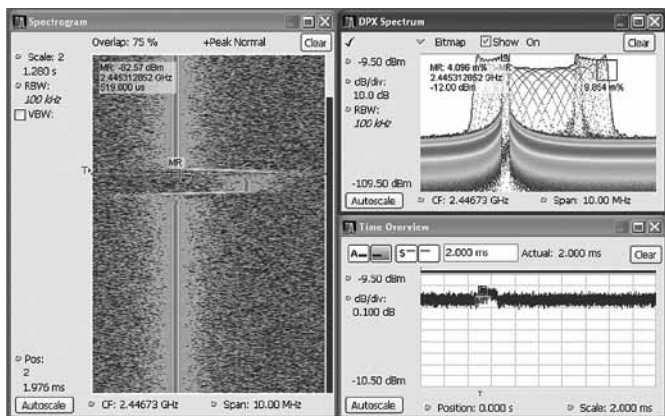 Spectrogram
Overlap: 75 %
+Peak Normal
Clear
Scale: 2
1.280 s
RBW:
100 kHz
VBW:
MR: -82.57 dBm
2.445312852 GHz
519.000 us
MR
T
Pos:
2
1.976 ms
Autoscale
CF: 2.44673 GHz
Span: 10.00 MHz
DPX Spectrum
Bitmap
Show
On
Clear
-9.50 dBm
dB/div:
10.0 dB
RBW:
100 kHz
-109.50 dBm
MR: 4.096 m%
2.445312852 GHz
-12.00 dBm
MR
9.854 m%
Autoscale
CF: 2.44673 GHz
Span: 10.00 MHz
Time Overview
A
S
2.000 ms
Actual: 2.000 ms
Clear
-9.50 dBm
dB/div:
0.100 dB
MR
-10.50 dBm
T
Autoscale
Position: 0.000 s
Scale: 2.000 ms